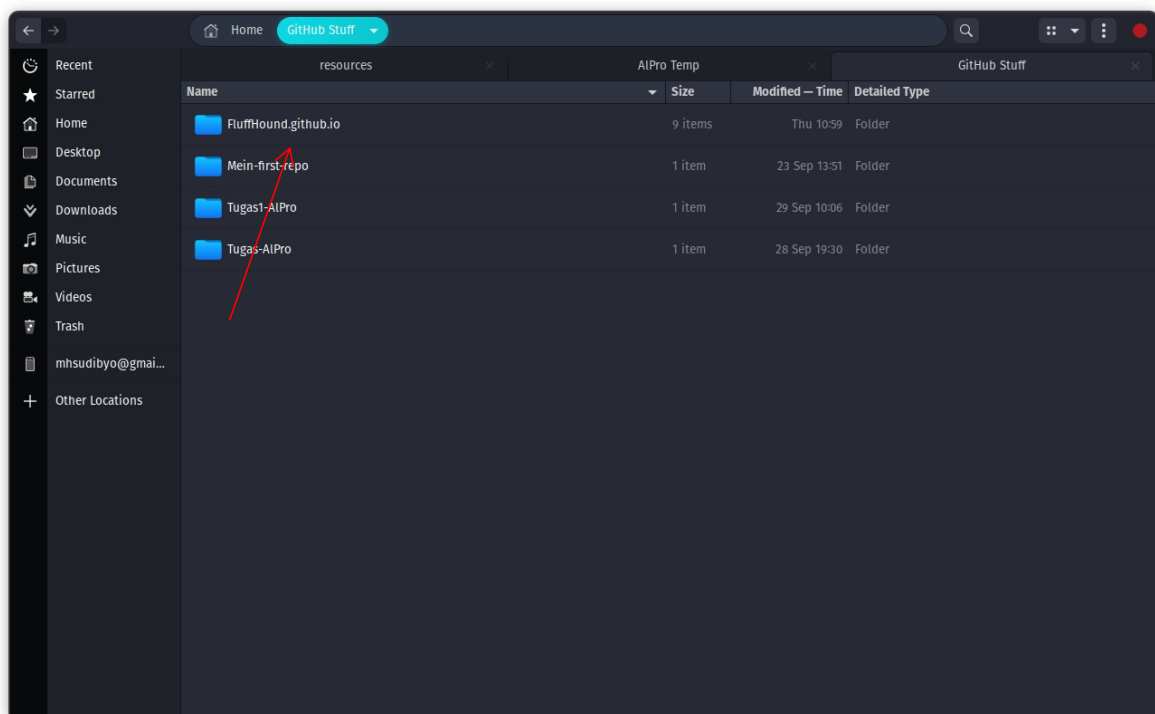 Home GitHub Stuff
resources AlPro Temp GitHub Stuff
Recent
Starred
Home
Desktop
Documents
Downloads
Music
Pictures
Videos
Trash
mhsudibyo@gmai...
Other Locations
Name Size Modified — Time Detailed Type
FluffHound.github.io 9 items Thu 10:59 Folder
Mein-first-repo 1 item 23 Sep 13:51 Folder
Tugas1-AlPro 1 item 29 Sep 10:06 Folder
Tugas-AlPro 1 item 28 Sep 19:30 Folder